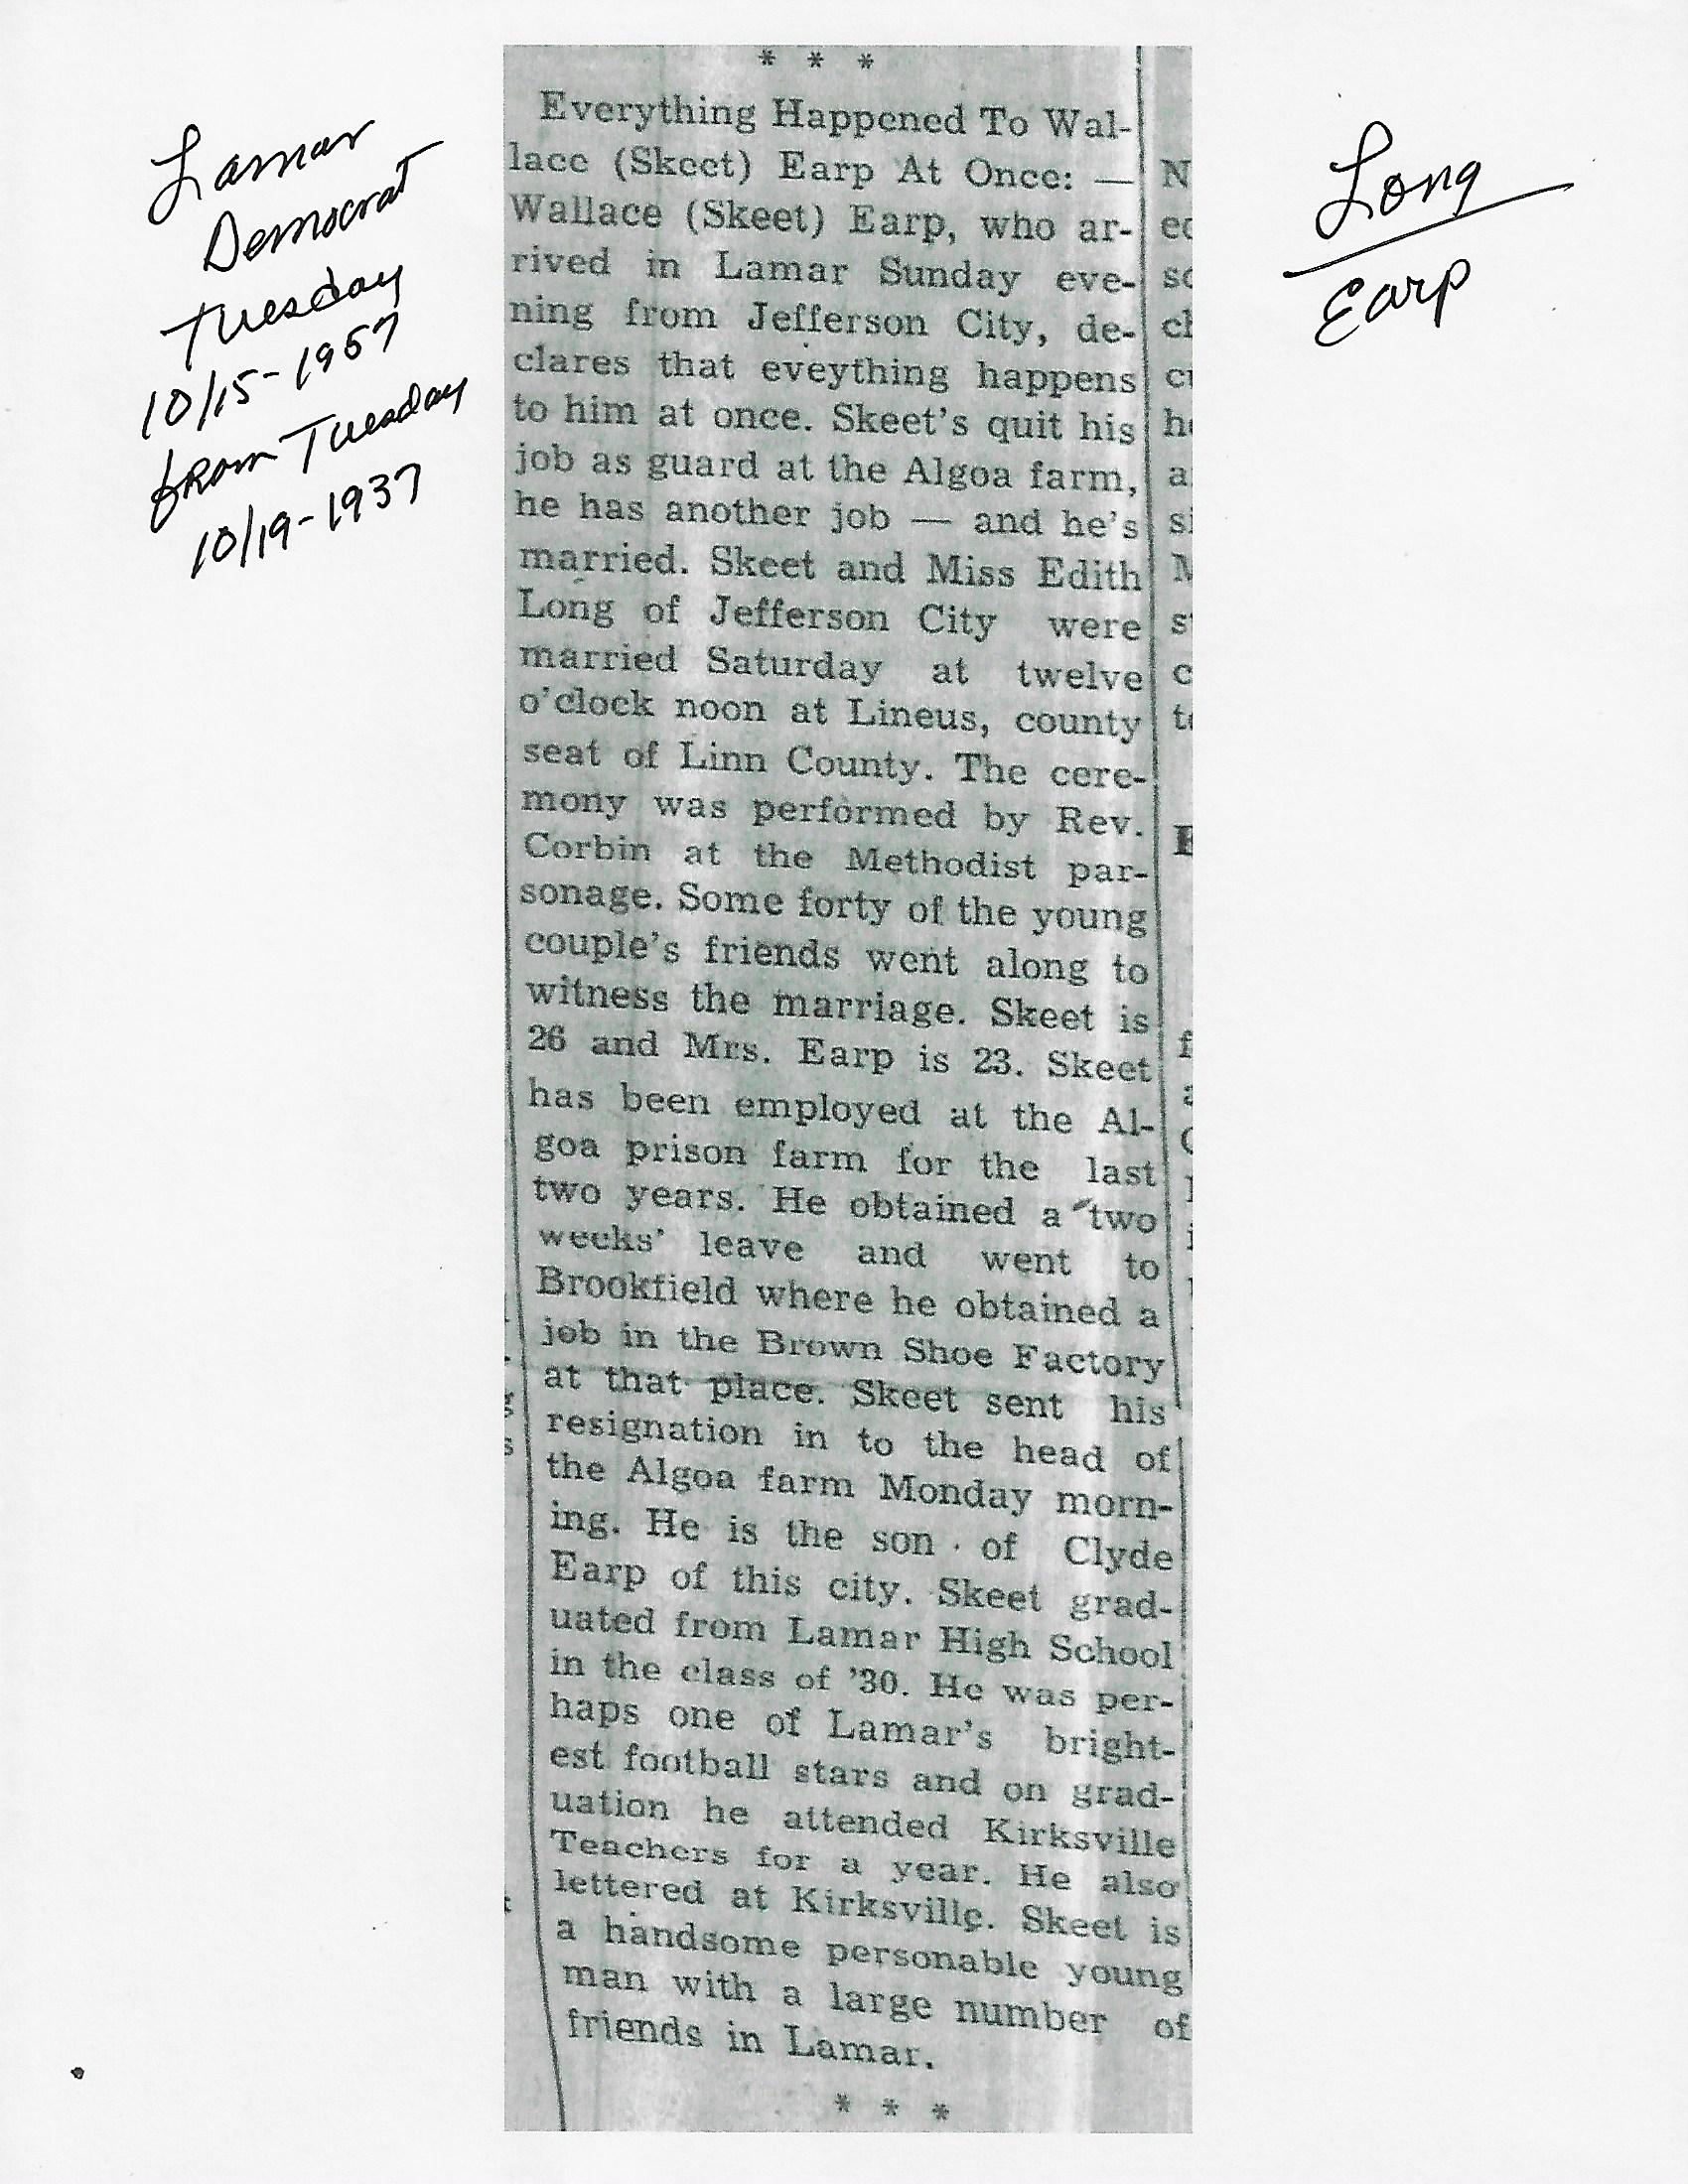 Lamar
Democrat
Tuesday
10/15-1957
from Tuesday
10/19-1937
Long
Earp
* * *
Everything Happened To Wal-
lace (Skeet) Earp At Once: —
Wallace (Skeet) Earp, who ar-
rived in Lamar Sunday eve-
ning from Jefferson City, de-
clares that eveything happens
to him at once. Skeet's quit his
job as guard at the Algoa farm,
he has another job — and he's
married. Skeet and Miss Edith
Long of Jefferson City were
married Saturday at twelve
o'clock noon at Lineus, county
seat of Linn County. The cere-
mony was performed by Rev.
Corbin at the Methodist par-
sonage. Some forty of the young
couple's friends went along to
witness the marriage. Skeet is
26 and Mrs. Earp is 23. Skeet
has been employed at the Al-
goa prison farm for the last
two years. He obtained a two
weeks' leave and went to
Brookfield where he obtained a
job in the Brown Shoe Factory
at that place. Skeet sent his
resignation in to the head of
the Algoa farm Monday morn-
ing. He is the son of Clyde
Earp of this city. Skeet grad-
uated from Lamar High School
in the class of '30. He was per-
haps one of Lamar's bright-
est football stars and on grad-
uation he attended Kirksville
Teachers for a year. He also
lettered at Kirksville. Skeet is
a handsome personable young
man with a large number of
friends in Lamar.
* * *